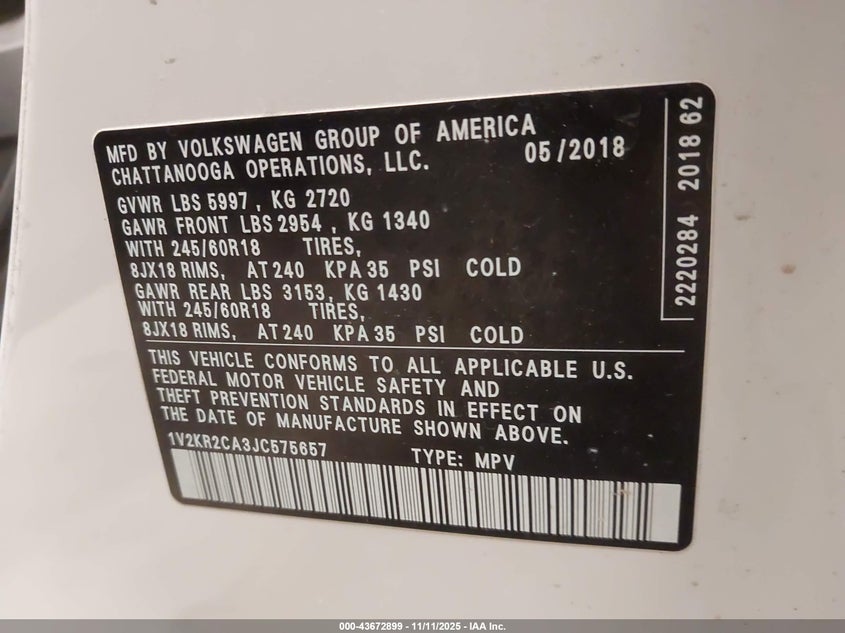 MFD BY VOLKSWAGEN GROUP OF AMERICA
CHATTANOOGA OPERATIONS, LLC. 05/2018
GVWR LBS 5997 , KG 2720
GAWR FRONT LBS 2954 , KG 1340
WITH 245/60R18 TIRES,
8JX18 RIMS, AT 240 KPA 35 PSI COLD
GAWR REAR LBS 3153, KG 1430
WITH 245/60R18 TIRES,
8JX18 RIMS, AT 240 KPA 35 PSI COLD
THIS VEHICLE CONFORMS TO ALL APPLICABLE U.S.
FEDERAL MOTOR VEHICLE SAFETY AND
THEFT PREVENTION STANDARDS IN EFFECT ON
THE DATE OF MANUFACTURE SHOWN ABOVE.
1V2KR2CA3JC575657 TYPE: MPV
2220284 2018 62
000-43672899 - 11/11/2025 - IAA Inc.